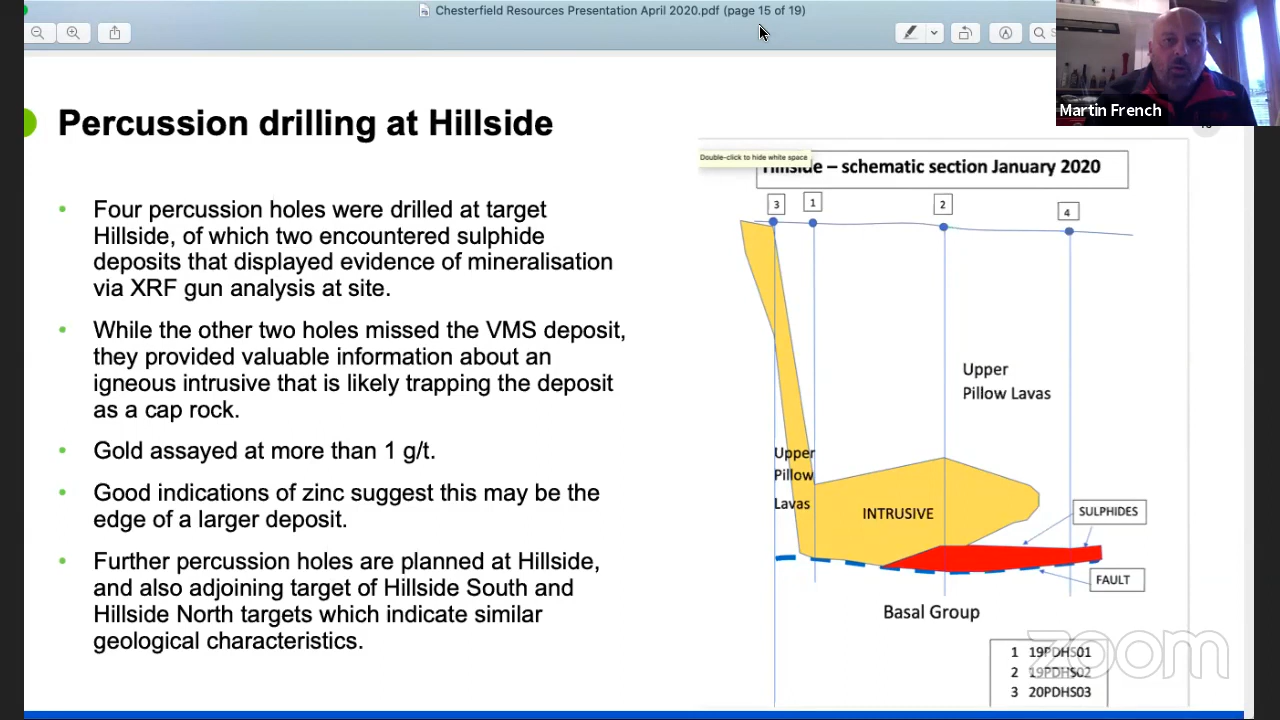 Chesterfield Resources Presentation April 2020.pdf (page 15 of 19)
Martin French
Percussion drilling at Hillside
• Four percussion holes were drilled at target
Hillside, of which two encountered sulphide
deposits that displayed evidence of mineralisation
via XRF gun analysis at site.
• While the other two holes missed the VMS deposit,
they provided valuable information about an
igneous intrusive that is likely trapping the deposit
as a cap rock.
• Gold assayed at more than 1 g/t.
• Good indications of zinc suggest this may be the
edge of a larger deposit.
• Further percussion holes are planned at Hillside,
and also adjoining target of Hillside South and
Hillside North targets which indicate similar
geological characteristics.
Double-click to hide white space
Hillside – schematic section January 2020
3 1 2 4
Upper
Pillow Lavas
Upper
Pillow
Lavas
INTRUSIVE
SULPHIDES
FAULT
Basal Group
1 19PDHS01
2 19PDHS02
3 20PDHS03
zoom